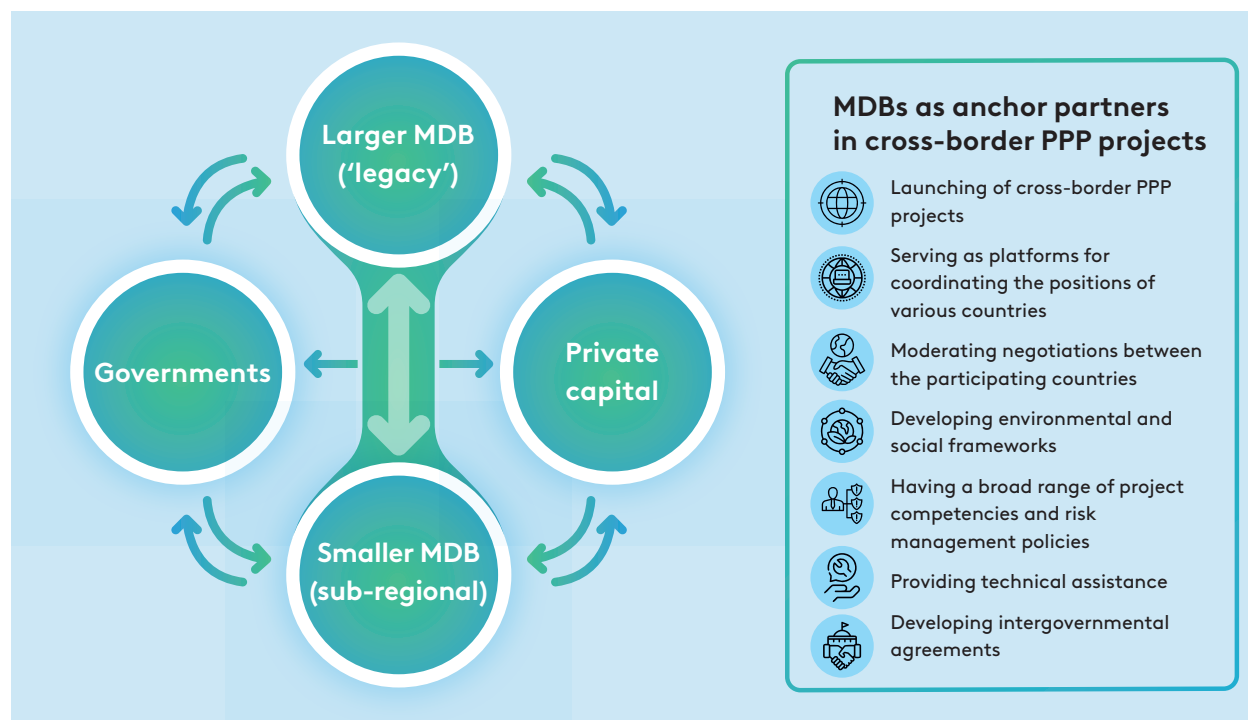 Larger MDB
(‘legacy’)
Governments
Private
capital
Smaller MDB
(sub-regional)
MDBs as anchor partners
in cross-border PPP projects
Launching of cross-border PPP
projects
Serving as platforms for
coordinating the positions of
various countries
Moderating negotiations between
the participating countries
Developing environmental and
social frameworks
Having a broad range of project
competencies and risk
management policies
Providing technical assistance
Developing intergovernmental
agreements